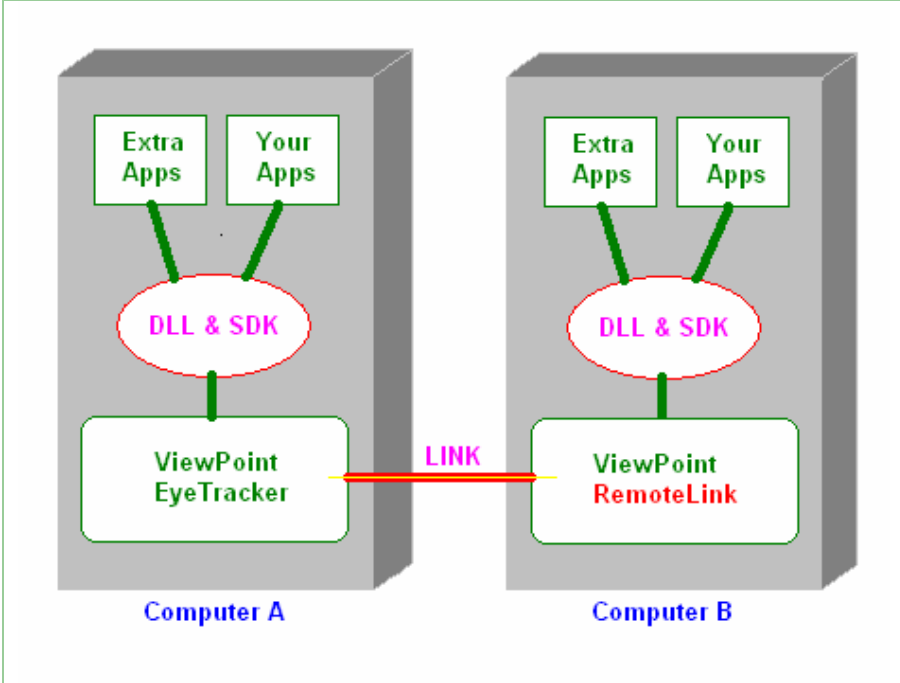 Extra
Apps
Your
Apps
DLL & SDK
ViewPoint
EyeTracker
Computer A
LINK
Extra
Apps
Your
Apps
DLL & SDK
ViewPoint
RemoteLink
Computer B